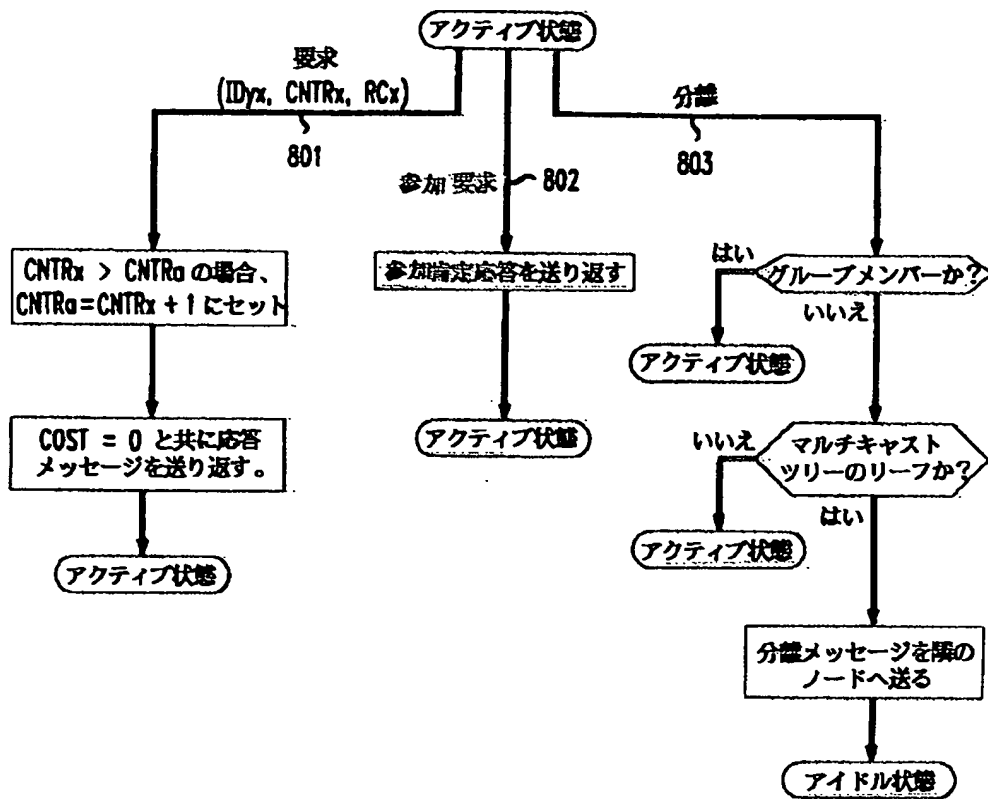 アクティブ状態
要求
(IDyx, CNTRx, RCx)
801
CNTRx > CNTRa の場合、
CNTRa=CNTRx + 1 にセット
COST = 0 と共に応答
メッセージを送り返す。
アクティブ状態
参加要求
802
参加肯定応答を送り返す
アクティブ状態
分離
803
グループメンバーか?
はい
アクティブ状態
いいえ
マルチキャスト
ツリーのリーフか?
いいえ
アクティブ状態
はい
分離メッセージを隣の
ノードへ送る
アイドル状態